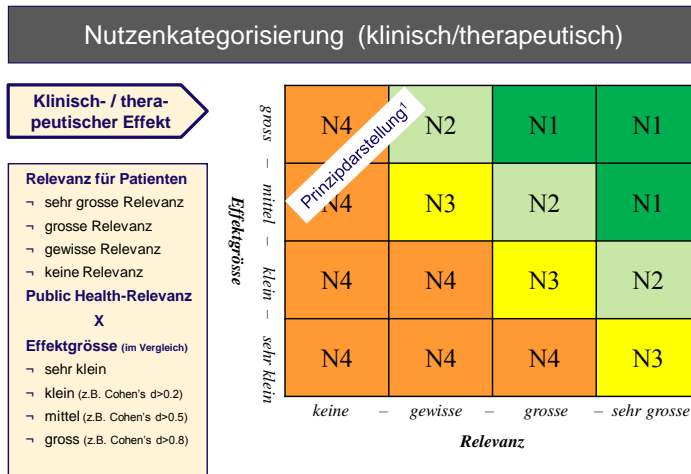 Nutzenkategorisierung (klinisch/therapeutisch)
Klinisch- / thera-
peutischer Effekt
Relevanz für Patienten
¬ sehr grosse Relevanz
¬ grosse Relevanz
¬ gewisse Relevanz
¬ keine Relevanz
Public Health-Relevanz
X
Effektgrösse (im Vergleich)
¬ sehr klein
¬ klein (z.B. Cohen's d>0.2)
¬ mittel (z.B. Cohen's d>0.5)
¬ gross (z.B. Cohen's d>0.8)
Effektgrösse
sehr klein – klein – mittel – gross
Prinzipdarstellung¹
N4 N2 N1 N1
N4 N3 N2 N1
N4 N4 N3 N2
N4 N4 N4 N3
keine – gewisse – grosse – sehr grosse
Relevanz